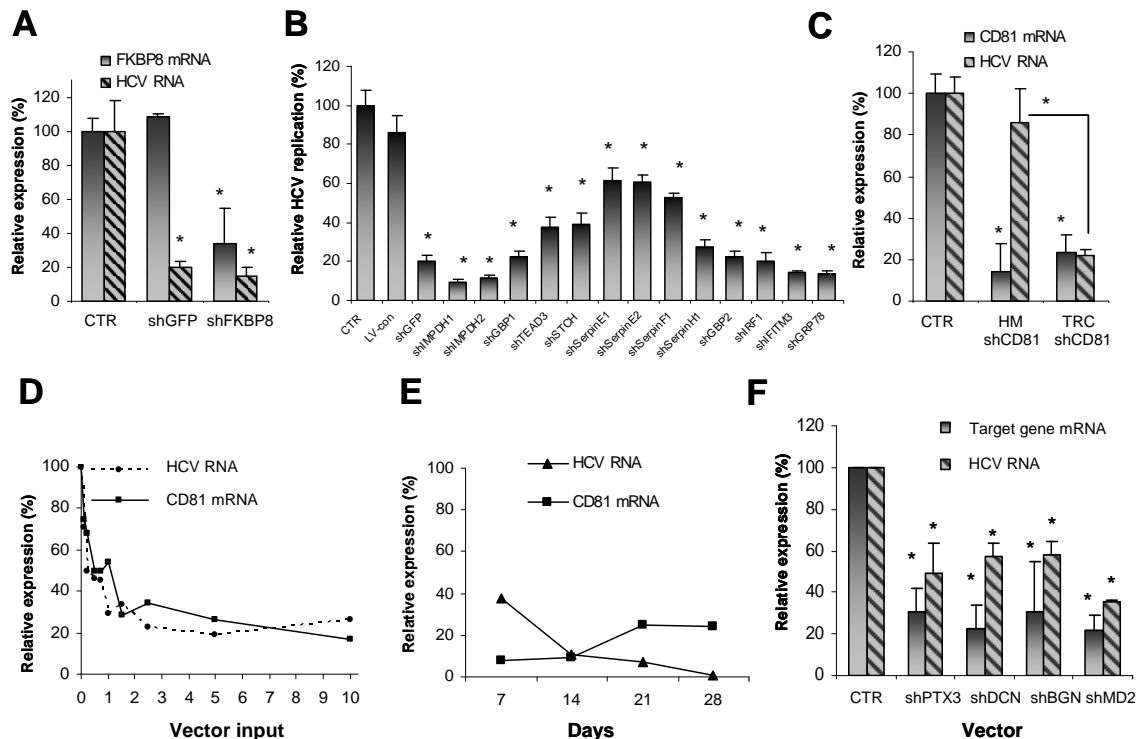 A
FKBP8 mRNA
HCV RNA
Relative expression (%)
120
100
80
60
40
20
0
*
*
*
CTR
shGFP
shFKBP8
B
Relative HCV replication (%)
120
100
80
60
40
20
0
*
*
*
*
*
*
*
*
*
*
*
*
*
*
CTR
LV-con
shGFP
shIMPDH1
shIMPDH2
shGBP1
shTEAD3
shSTCH
shSerpinE1
shSerpinE2
shSerpinF1
shSerpinH1
shGBP2
shIRF1
shIFITM3
shGRP78
C
CD81 mRNA
HCV RNA
Relative expression (%)
120
100
80
60
40
20
0
*
*
*
CTR
HM
shCD81
TRC
shCD81
D
HCV RNA
CD81 mRNA
Relative expression (%)
100
80
60
40
20
0
0 1 2 3 4 5 6 7 8 9 10
Vector input
E
HCV RNA
CD81 mRNA
Relative expression (%)
100
80
60
40
20
0
7 14 21 28
Days
F
Target gene mRNA
HCV RNA
Relative expression (%)
120
100
80
60
40
20
0
*
*
*
*
*
*
*
*
CTR
shPTX3
shDCN
shBGN
shMD2
Vector